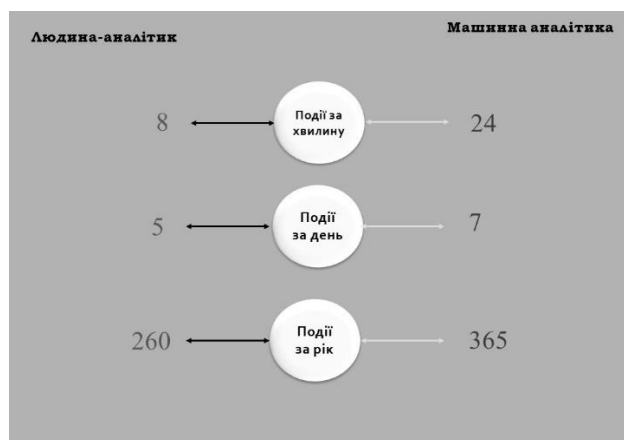 Людина-аналітик
Машинна аналітика
8
Події за
хвилину
24
5
Події
за день
7
260
Події
за рік
365